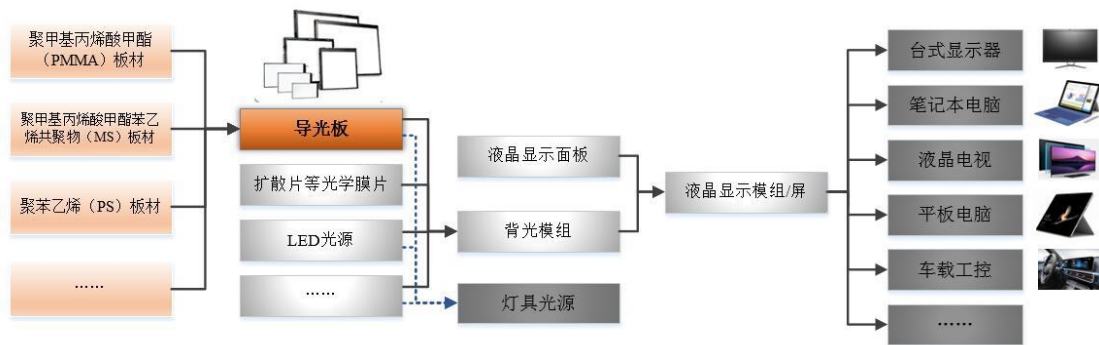 聚甲基丙烯酸甲酯
（PMMA）板材
聚甲基丙烯酸甲酯苯乙
烯共聚物（MS）板材
聚苯乙烯（PS）板材
……
导光板
扩散片等光学膜片
LED光源
……
液晶显示面板
背光模组
灯具光源
液晶显示模组/屏
台式显示器
笔记本电脑
液晶电视
平板电脑
车载工控
……